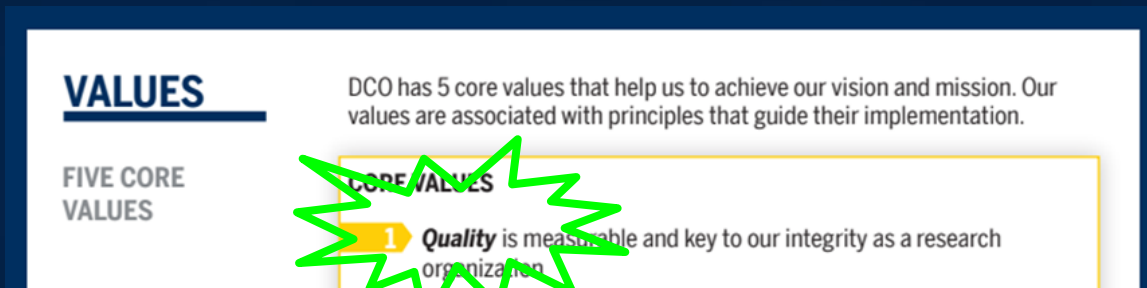 VALUES
DCO has 5 core values that help us to achieve our vision and mission. Our
values are associated with principles that guide their implementation.
FIVE CORE
VALUES
CORE VALUES
1 Quality is measurable and key to our integrity as a research
organization